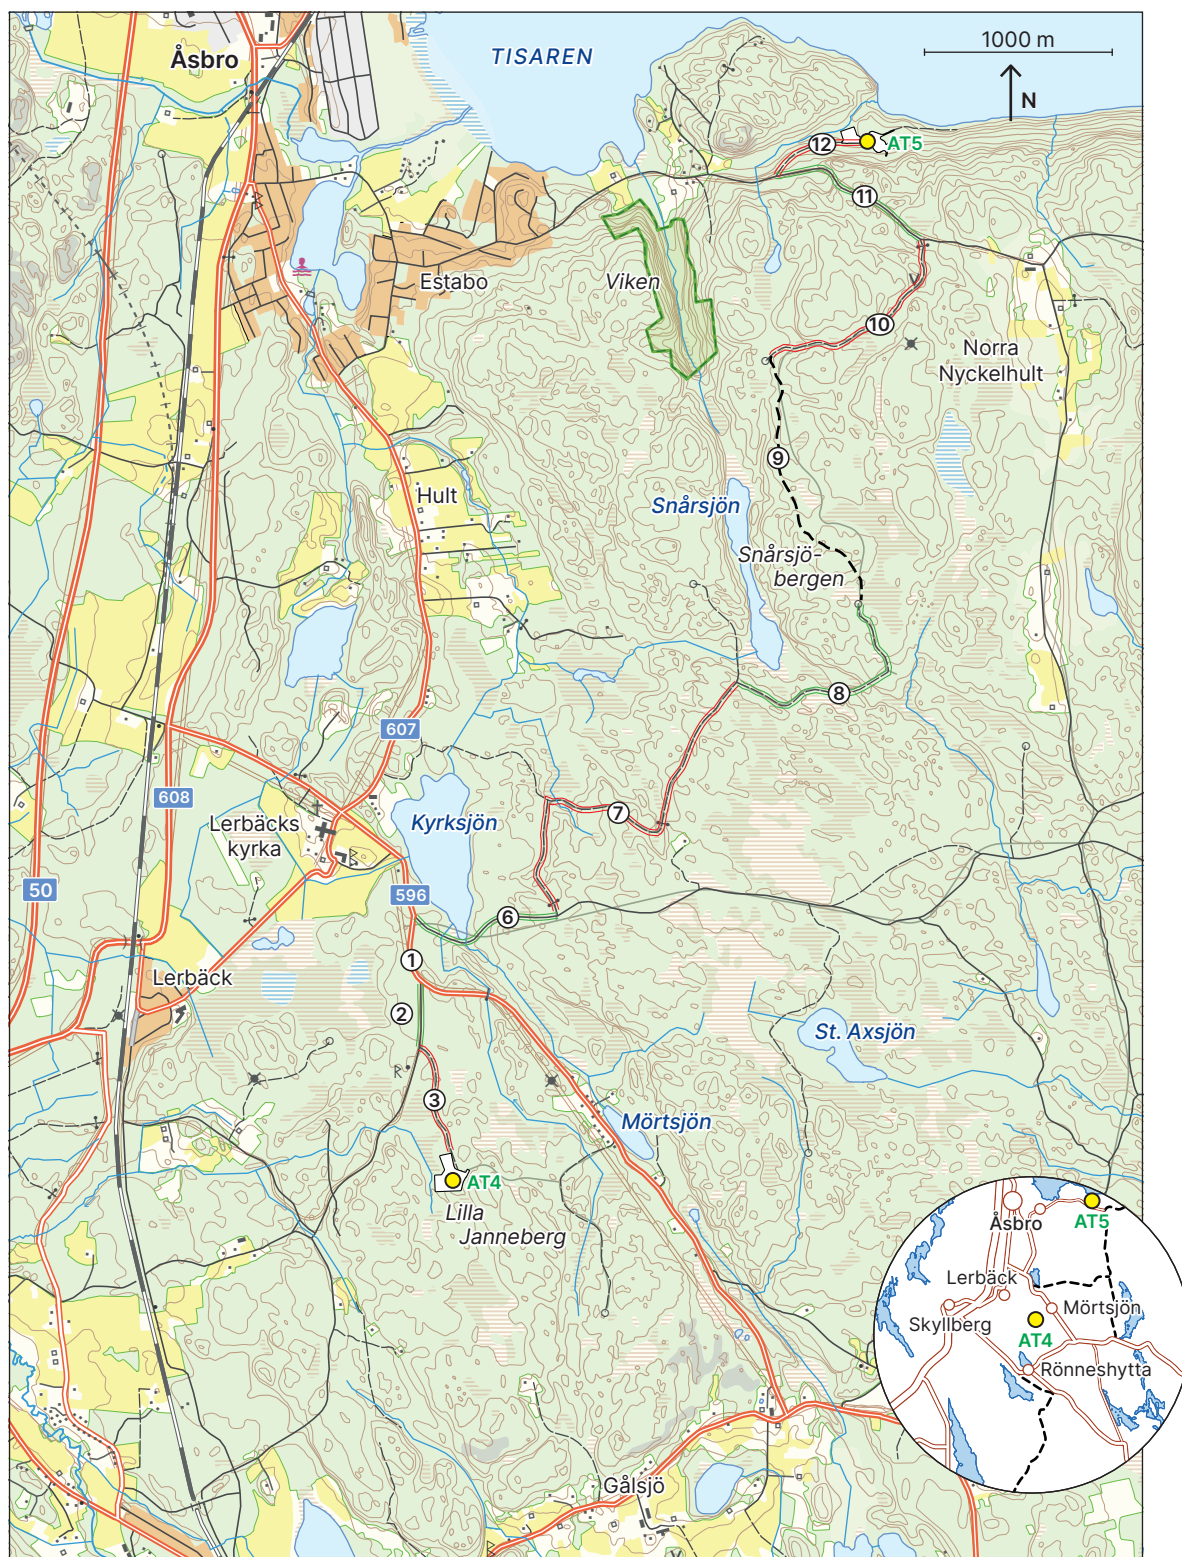 TISAREN
1000 m
N
Åsbro
12
AT5
11
Estabo
Viken
10
Norra
Nyckelhult
9
Hult
Snårsjön
Snårsjö-
bergen
8
607
608
7
Lerbäcks
kyrka
Kyrksjön
50
596
6
1
Lerbäck
2
St. Axsjön
3
Mörtsjön
AT4
Lilla
Janneberg
Åsbro
AT5
Lerbäck
Mörtsjön
Skyllberg
AT4
Rönneshytta
Gålsjö